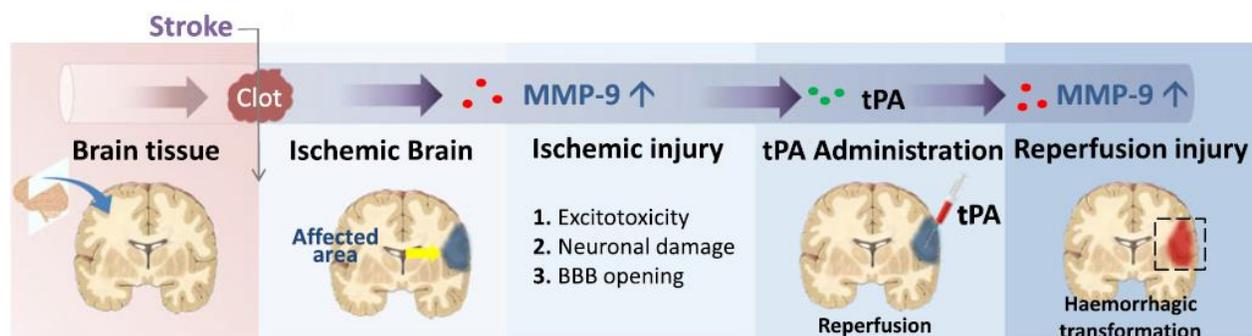 Stroke
Clot
MMP-9 ↑
tPA
MMP-9 ↑
Brain tissue
Ischemic Brain
Ischemic injury
tPA Administration
Reperfusion injury
Affected
area
1. Excitotoxicity
2. Neuronal damage
3. BBB opening
tPA
Reperfusion
Haemorrhagic
transformation